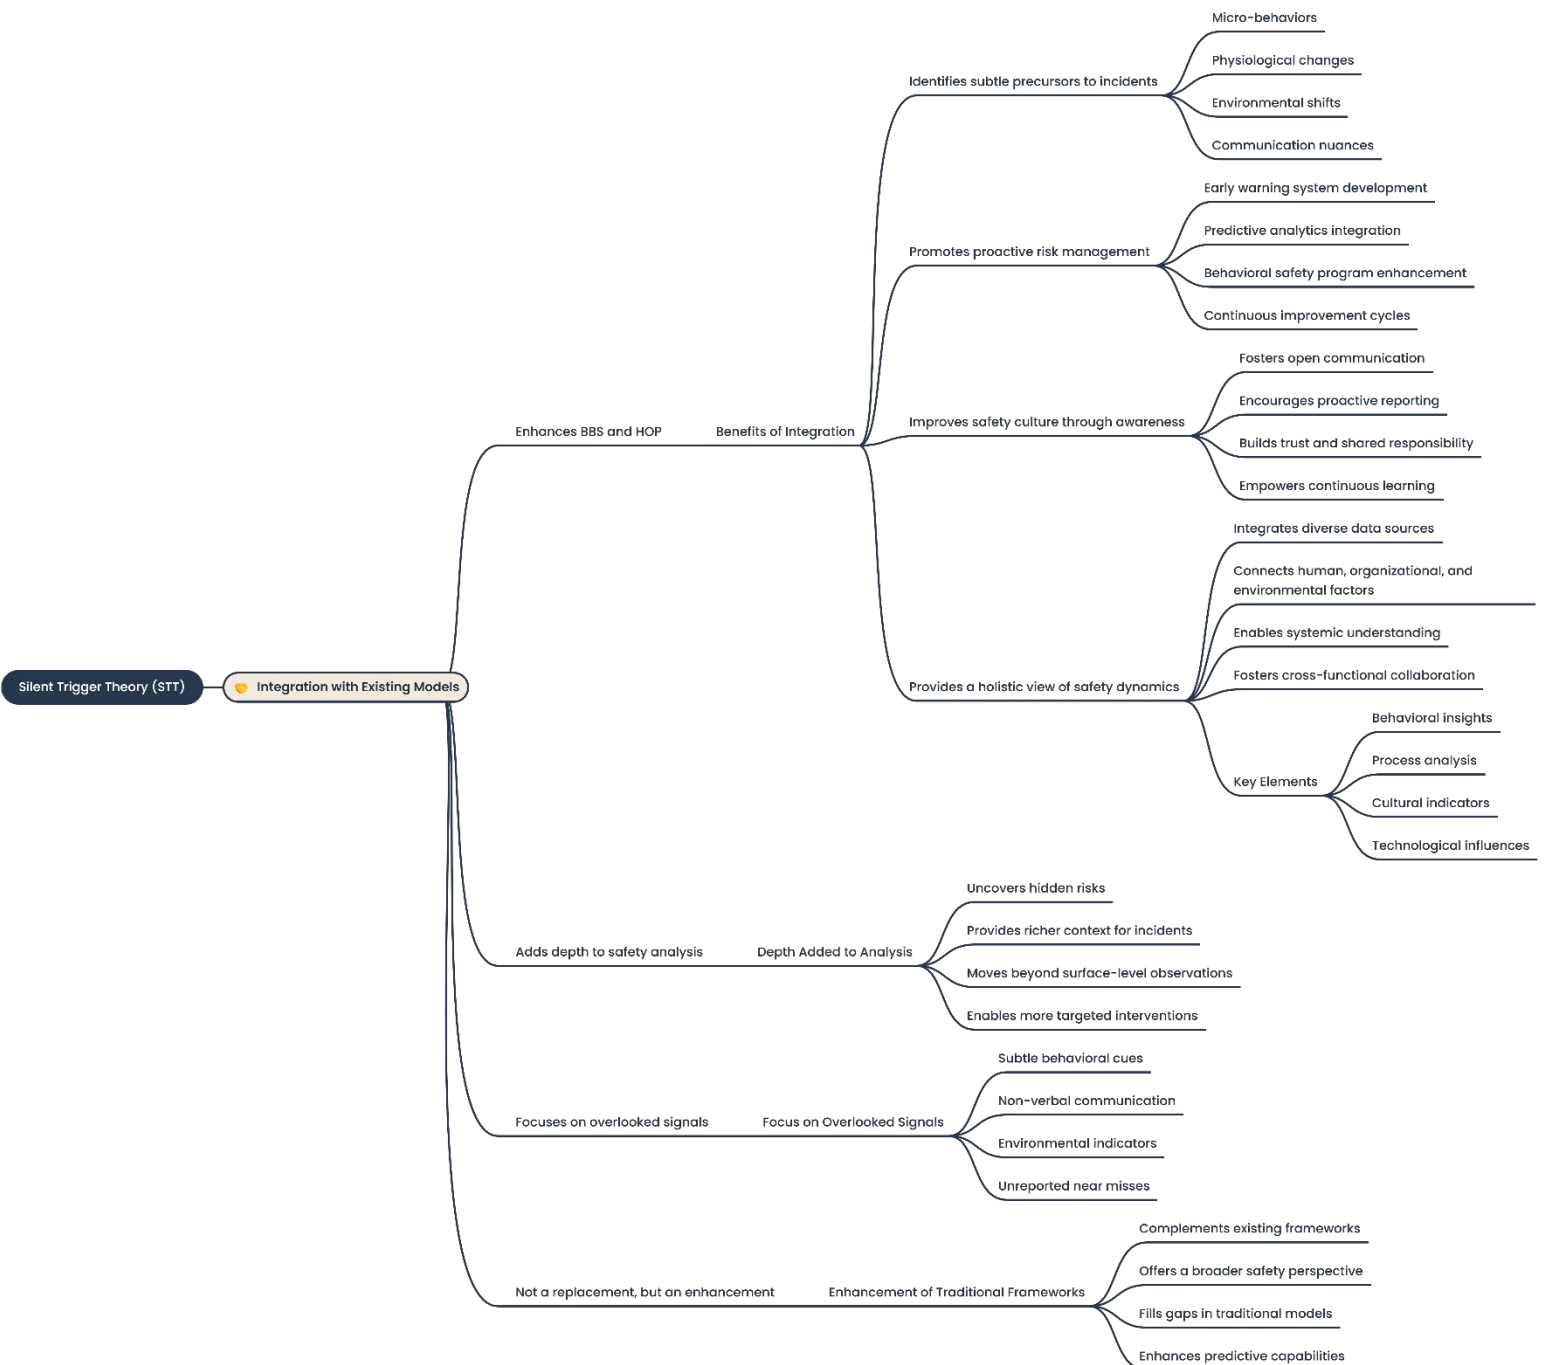 Silent Trigger Theory (STT)
Integration with Existing Models
Enhances BBS and HOP
Benefits of Integration
Identifies subtle precursors to incidents
Micro-behaviors
Physiological changes
Environmental shifts
Communication nuances
Promotes proactive risk management
Early warning system development
Predictive analytics integration
Behavioral safety program enhancement
Continuous improvement cycles
Improves safety culture through awareness
Fosters open communication
Encourages proactive reporting
Builds trust and shared responsibility
Empowers continuous learning
Provides a holistic view of safety dynamics
Integrates diverse data sources
Connects human, organizational, and
environmental factors
Enables systemic understanding
Fosters cross-functional collaboration
Key Elements
Behavioral insights
Process analysis
Cultural indicators
Technological influences
Adds depth to safety analysis
Depth Added to Analysis
Uncovers hidden risks
Provides richer context for incidents
Moves beyond surface-level observations
Enables more targeted interventions
Focuses on overlooked signals
Focus on Overlooked Signals
Subtle behavioral cues
Non-verbal communication
Environmental indicators
Unreported near misses
Not a replacement, but an enhancement
Enhancement of Traditional Frameworks
Complements existing frameworks
Offers a broader safety perspective
Fills gaps in traditional models
Enhances predictive capabilities